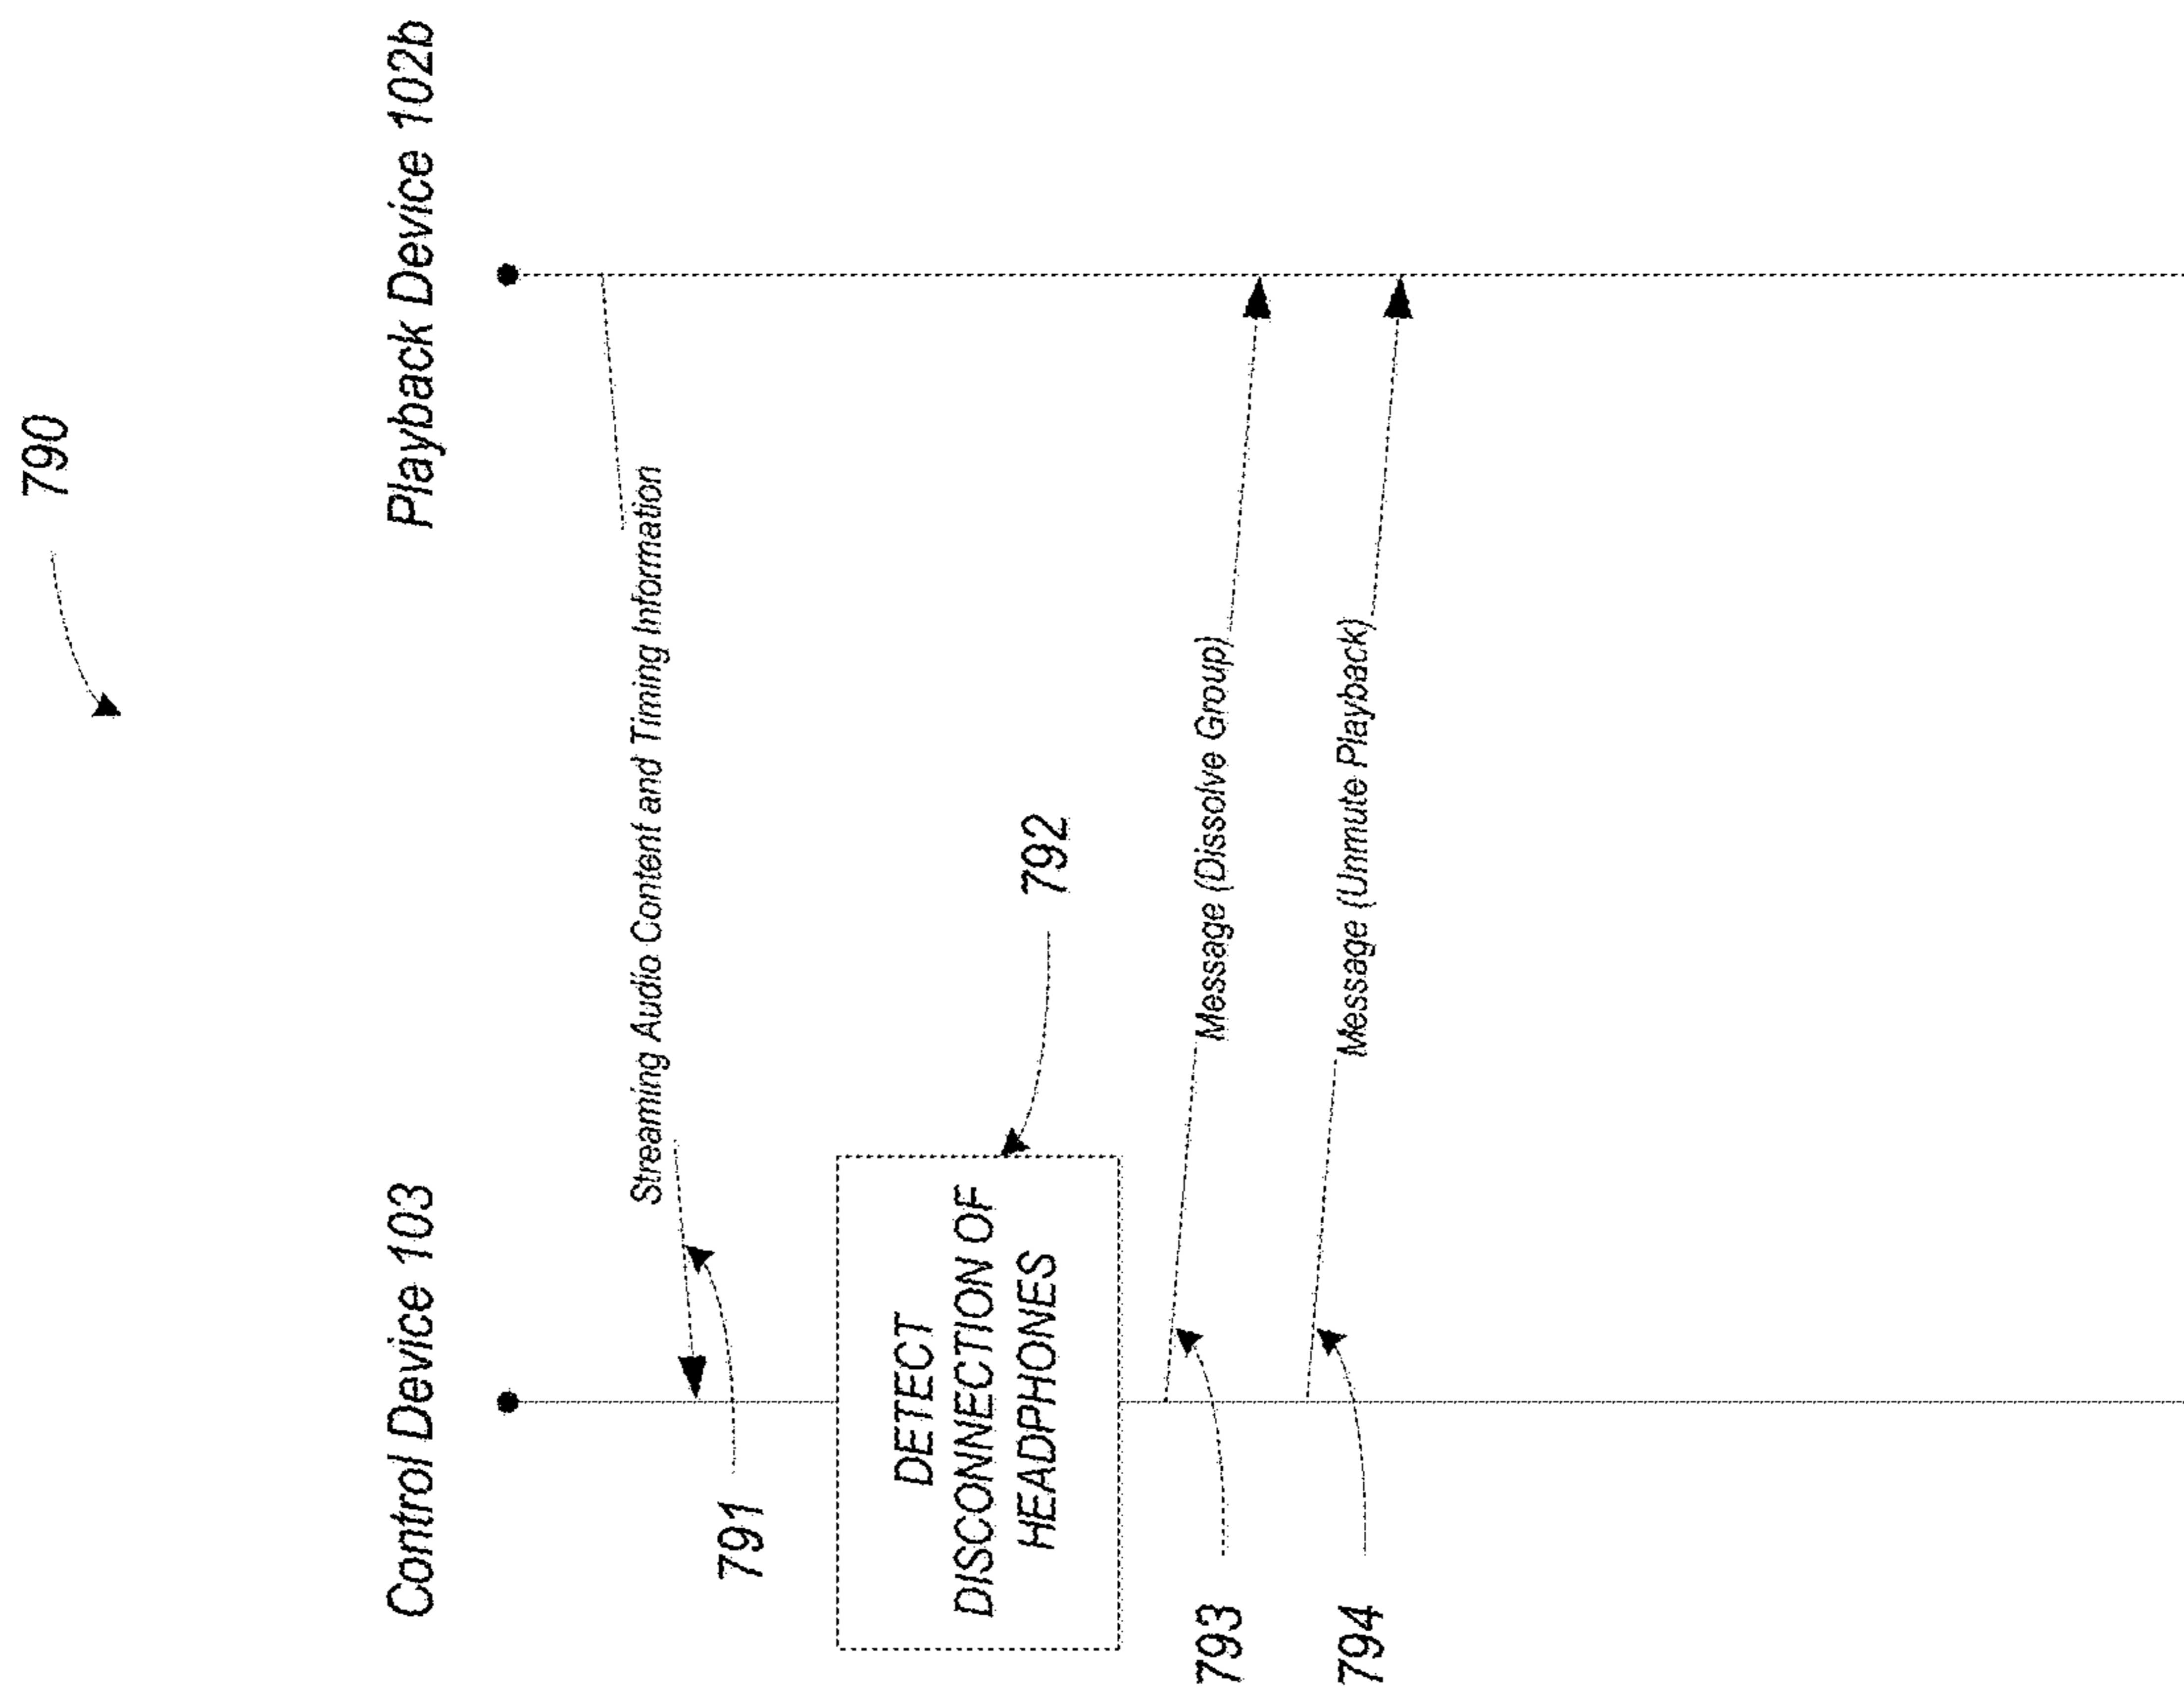 790
Control Device 103
Playback Device 102b
Streaming Audio Content and Timing Information
791
DETECT
DISCONNECTION OF
HEADPHONES
792
Message (Dissolve Group)
793
Message (Unmute Playback)
794